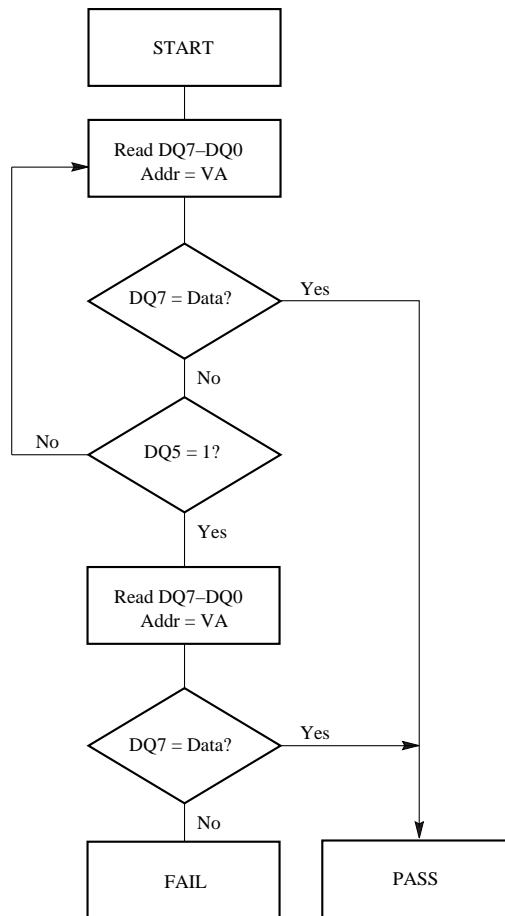 START
Read DQ7–DQ0
Addr = VA
DQ7 = Data?
Yes
No
No
DQ5 = 1?
Yes
Read DQ7–DQ0
Addr = VA
DQ7 = Data?
Yes
No
FAIL
PASS